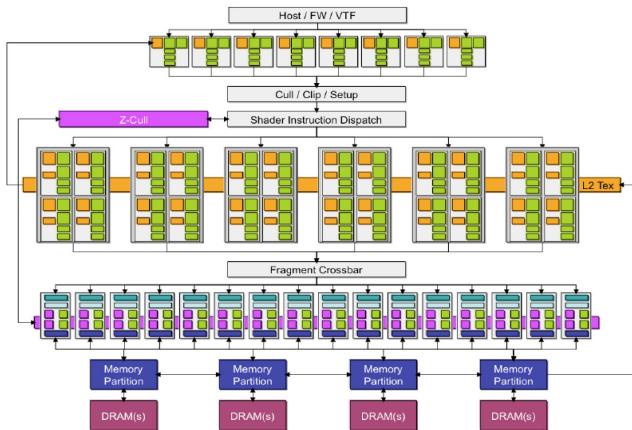 Host / FW / VTF
Cull / Clip / Setup
Z-Cull
Shader Instruction Dispatch
L2 Tex
Fragment Crossbar
Memory
Partition
Memory
Partition
Memory
Partition
Memory
Partition
DRAM(s)
DRAM(s)
DRAM(s)
DRAM(s)